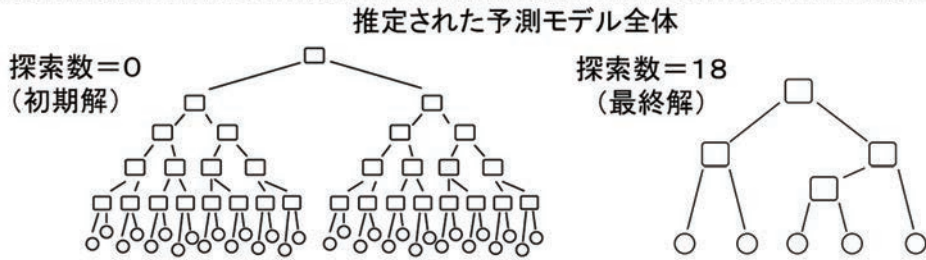 推定された予測モデル全体
探索数＝0
（初期解）
探索数＝18
（最終解）